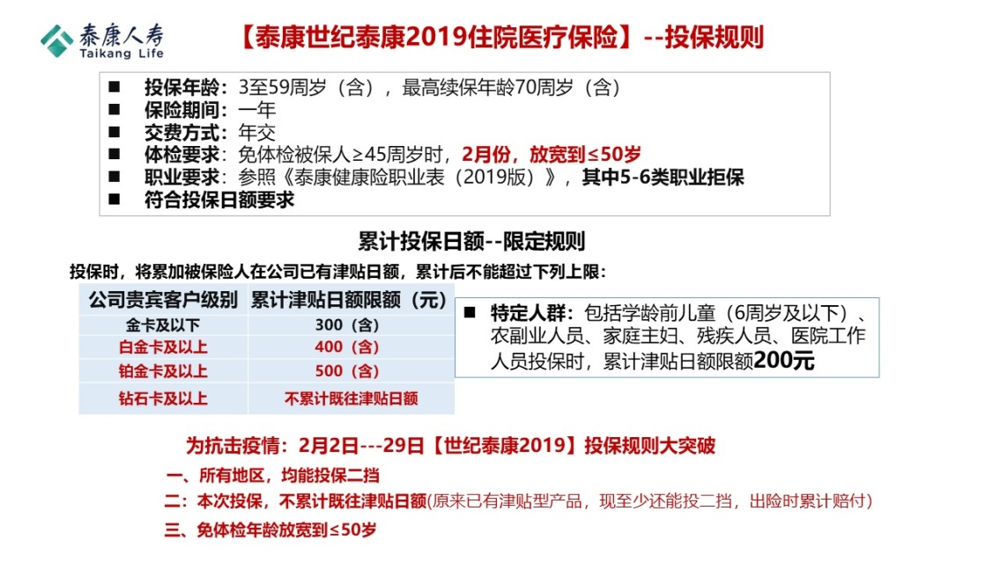 泰康人寿
Taikang Life
【泰康世纪泰康2019住院医疗保险】--投保规则
■ 投保年龄：3至59周岁（含），最高续保年龄70周岁（含）
■ 保险期间：一年
■ 交费方式：年交
■ 体检要求：免体检被保人≥45周岁时，2月份，放宽到≤50岁
■ 职业要求：参照《泰康健康险职业表（2019版）》，其中5-6类职业拒保
■ 符合投保日额要求
累计投保日额--限定规则
投保时，将累加被保险人在公司已有津贴日额，累计后不能超过下列上限：
公司贵宾客户级别 累计津贴日额限额（元）
金卡及以下 300（含）
白金卡及以上 400（含）
铂金卡及以上 500（含）
钻石卡及以上 不累计既往津贴日额
■ 特定人群：包括学龄前儿童（6周岁及以下）、
农副业人员、家庭主妇、残疾人员、医院工作
人员投保时，累计津贴日额限额200元
为抗击疫情：2月2日---29日【世纪泰康2019】投保规则大突破
一、所有地区，均能投保二挡
二：本次投保，不累计既往津贴日额(原来已有津贴型产品，现至少还能投二挡，出险时累计赔付）
三、免体检年龄放宽到≤50岁